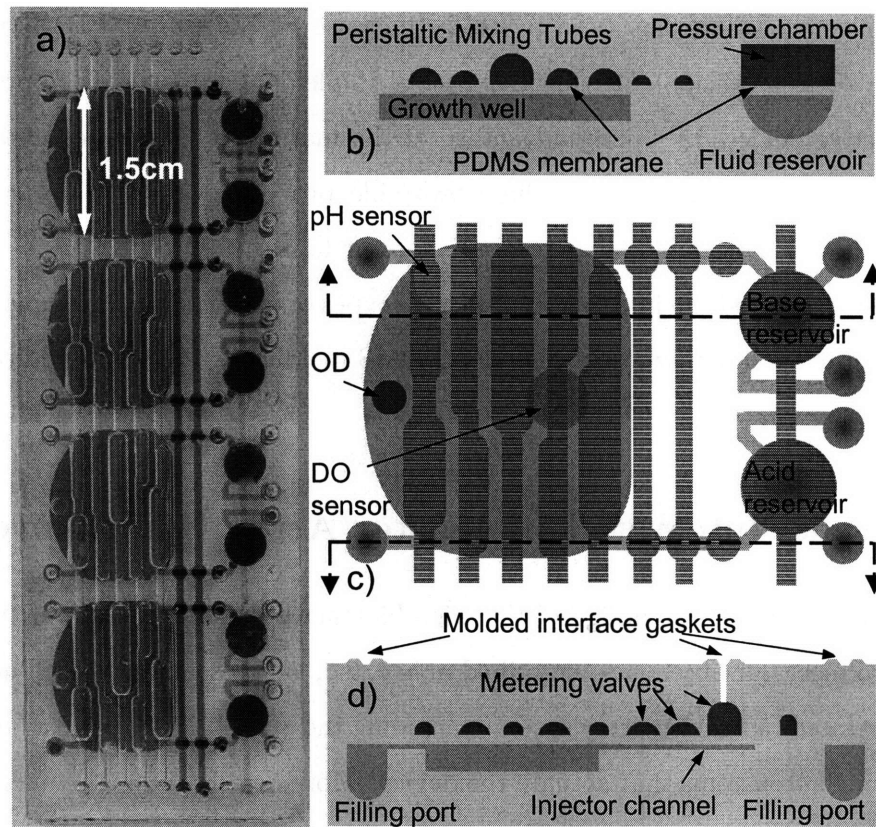 a)
1.5cm
Peristaltic Mixing Tubes
Pressure chamber
Growth well
b)
PDMS membrane
Fluid reservoir
pH sensor
Base
reservoir
OD
DO
sensor
Acid
reservoir
c)
Molded interface gaskets
d)
Metering valves
Filling port
Injector channel
Filling port